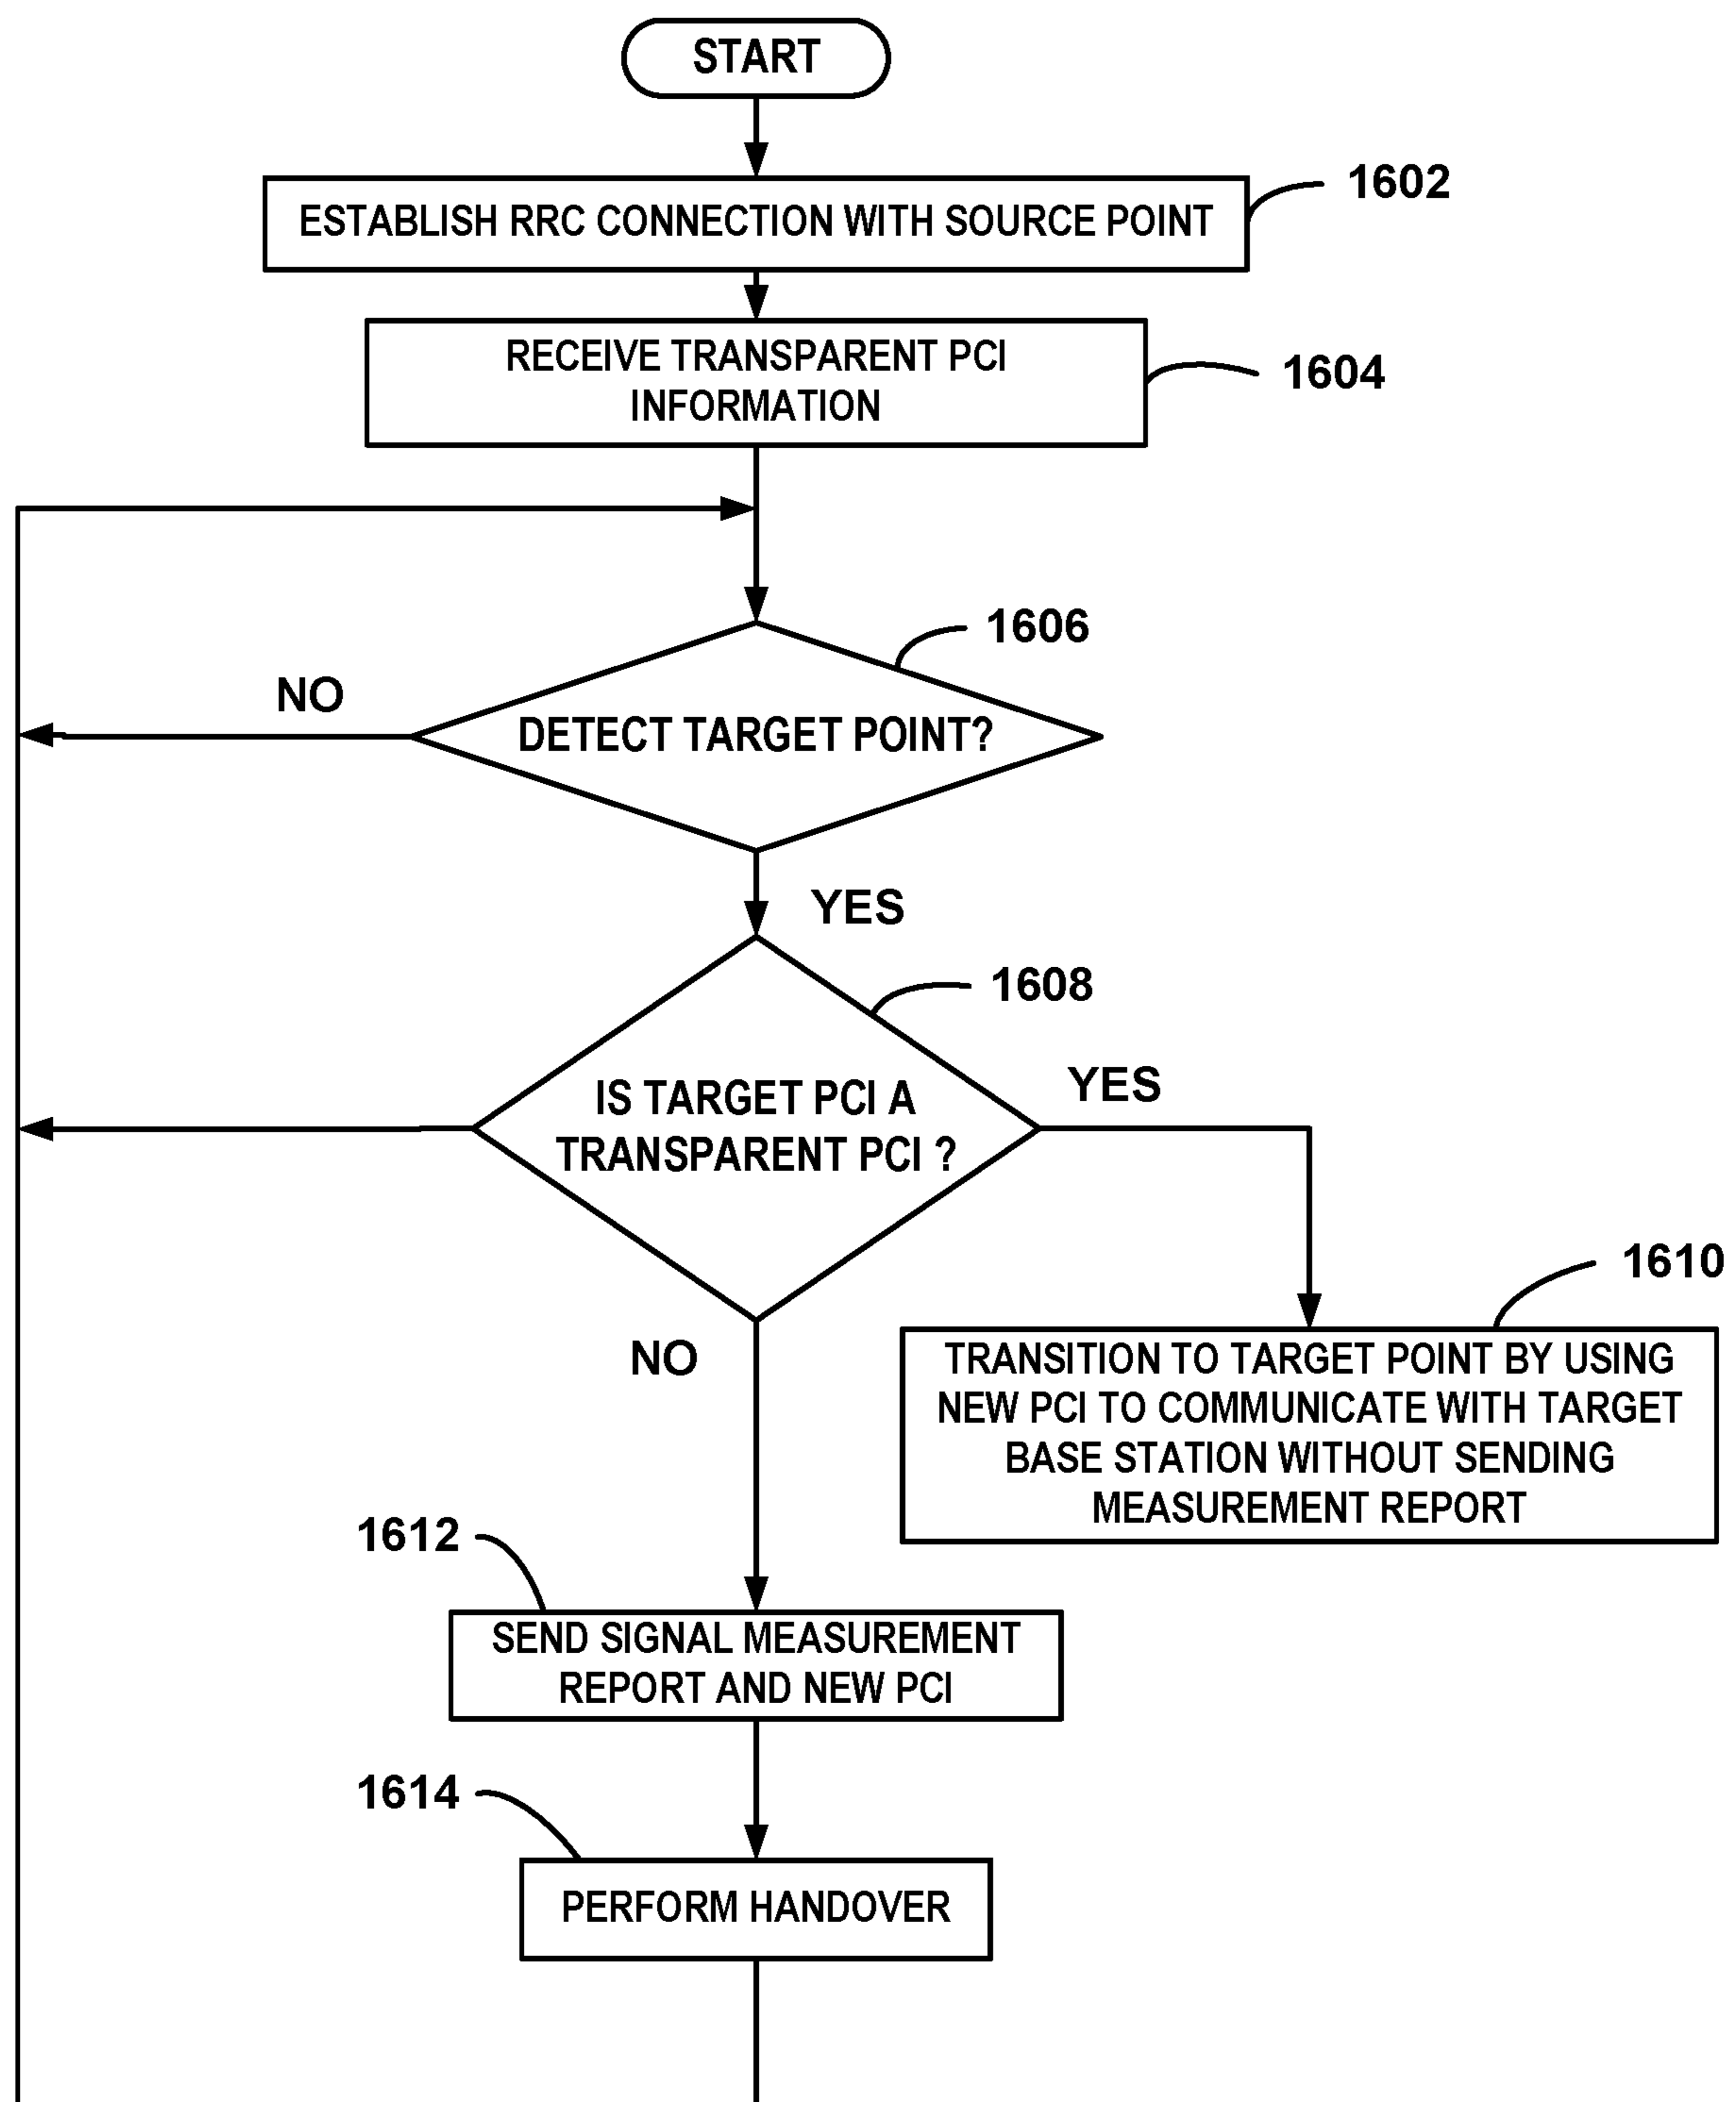 START
1602
ESTABLISH RRC CONNECTION WITH SOURCE POINT
RECEIVE TRANSPARENT PCI
INFORMATION
1604
1606
NO
DETECT TARGET POINT?
YES
1608
IS TARGET PCI A
TRANSPARENT PCI ?
YES
1610
NO
TRANSITION TO TARGET POINT BY USING
NEW PCI TO COMMUNICATE WITH TARGET
BASE STATION WITHOUT SENDING
MEASUREMENT REPORT
1612
SEND SIGNAL MEASUREMENT
REPORT AND NEW PCI
1614
PERFORM HANDOVER